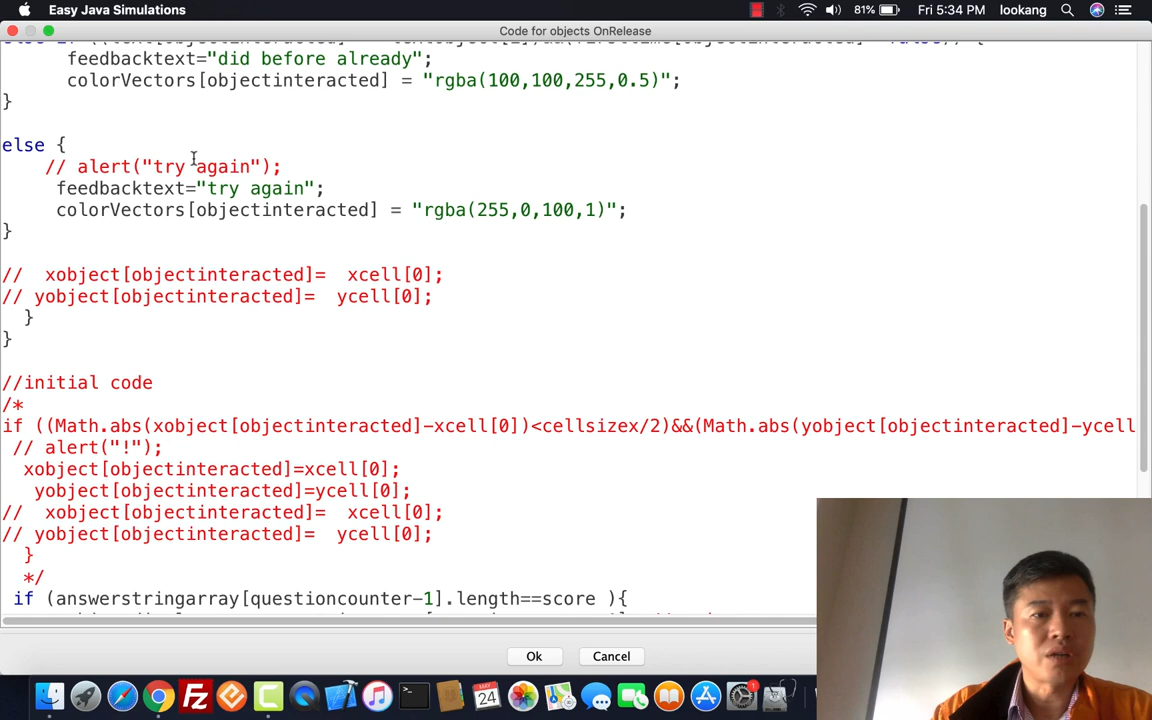 Easy Java Simulations 81% Fri 5:34 PM lookang
Code for objects OnRelease
feedbacktext="did before already";
colorVectors[objectinteracted] = "rgba(100,100,255,0.5)";
}
else {
// alert("try again");
feedbacktext="try again";
colorVectors[objectinteracted] = "rgba(255,0,100,1)";
}
//  xobject[objectinteracted]=  xcell[0];
// yobject[objectinteracted]=  ycell[0];
}
}
//initial code
/*
if ((Math.abs(xobject[objectinteracted]-xcell[0])<cellsizex/2)&&(Math.abs(yobject[objectinteracted]-ycell
// alert("!");
xobject[objectinteracted]=xcell[0];
yobject[objectinteracted]=ycell[0];
//  xobject[objectinteracted]=  xcell[0];
// yobject[objectinteracted]=  ycell[0];
}
*/
if (answerstringarray[questioncounter-1].length==score ){
Ok Cancel
MAY
24
1